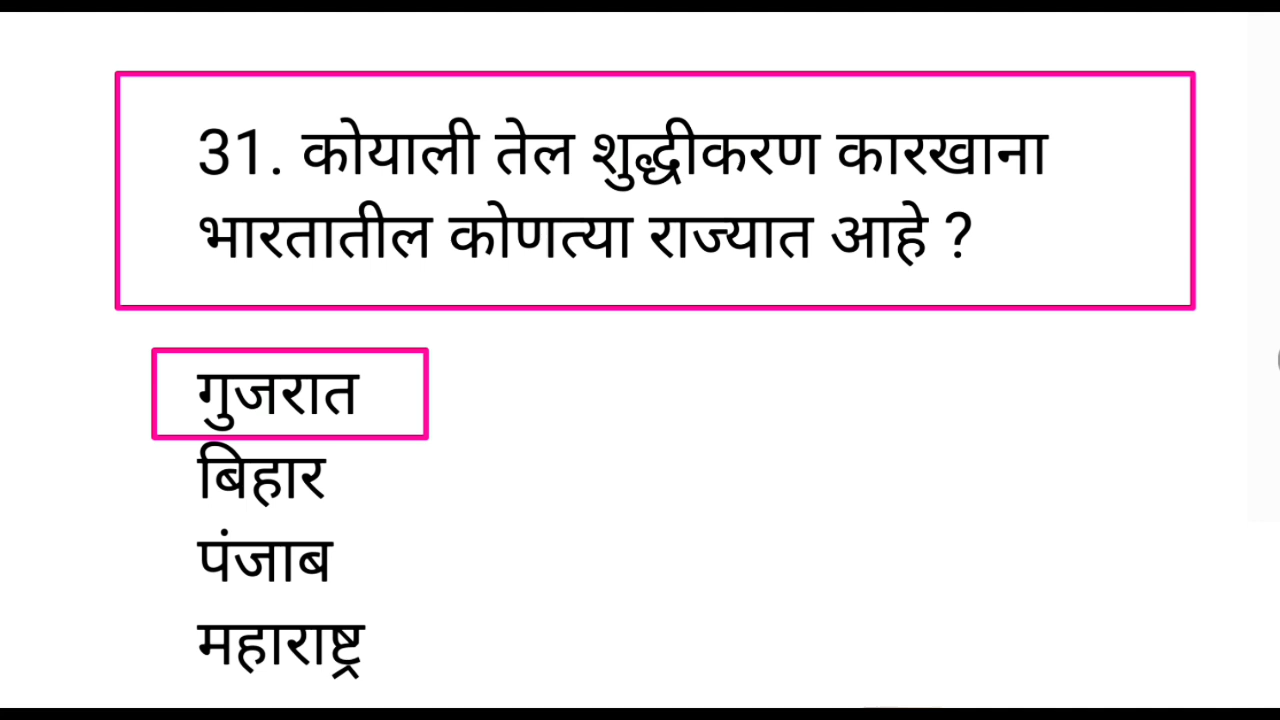 31. कोयाली तेल शुद्धीकरण कारखाना
भारतातील कोणत्या राज्यात आहे ?
गुजरात
बिहार
पंजाब
महाराष्ट्र